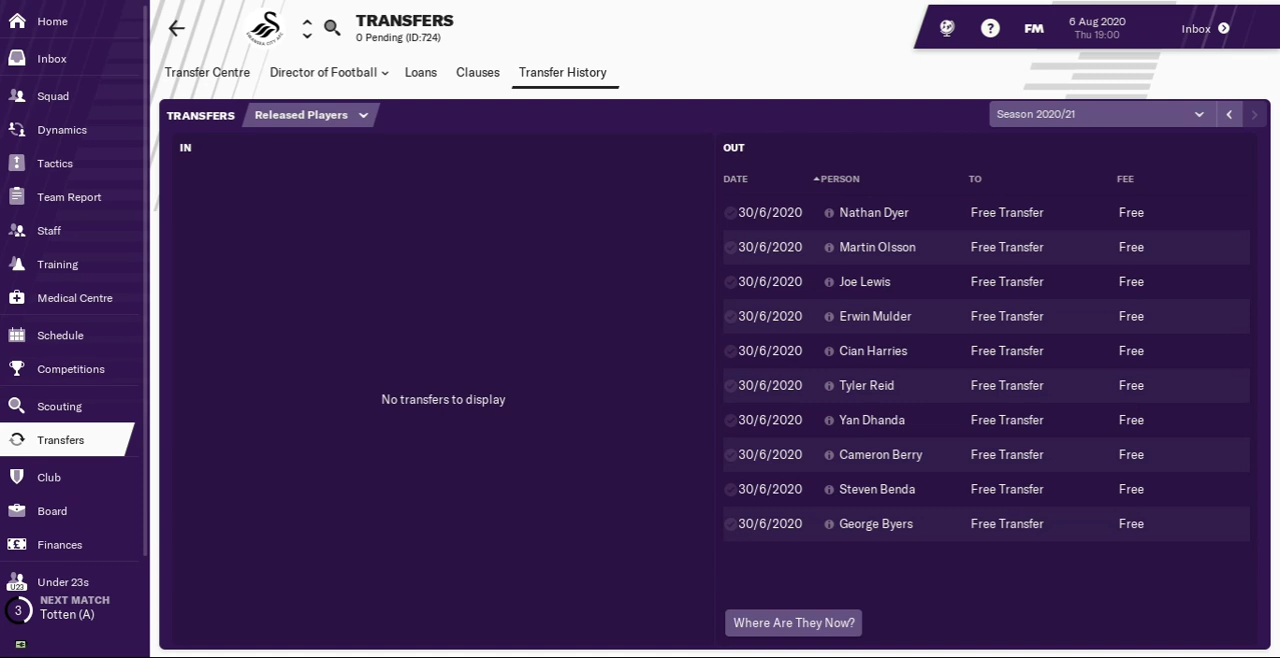 Home
Inbox
Squad
Dynamics
Tactics
Team Report
Staff
Training
Medical Centre
Schedule
Competitions
Scouting
Transfers
Club
Board
Finances
Under 23s
U23
NEXT MATCH
3
Totten (A)
TRANSFERS
0 Pending (ID:724)
?
FM
6 Aug 2020
Thu 19:00
Inbox
Transfer Centre
Director of Football
Loans
Clauses
Transfer History
TRANSFERS
Released Players
Season 2020/21
IN
No transfers to display
OUT
DATE PERSON TO FEE
30/6/2020 Nathan Dyer Free Transfer Free
30/6/2020 Martin Olsson Free Transfer Free
30/6/2020 Joe Lewis Free Transfer Free
30/6/2020 Erwin Mulder Free Transfer Free
30/6/2020 Cian Harries Free Transfer Free
30/6/2020 Tyler Reid Free Transfer Free
30/6/2020 Yan Dhanda Free Transfer Free
30/6/2020 Cameron Berry Free Transfer Free
30/6/2020 Steven Benda Free Transfer Free
30/6/2020 George Byers Free Transfer Free
Where Are They Now?